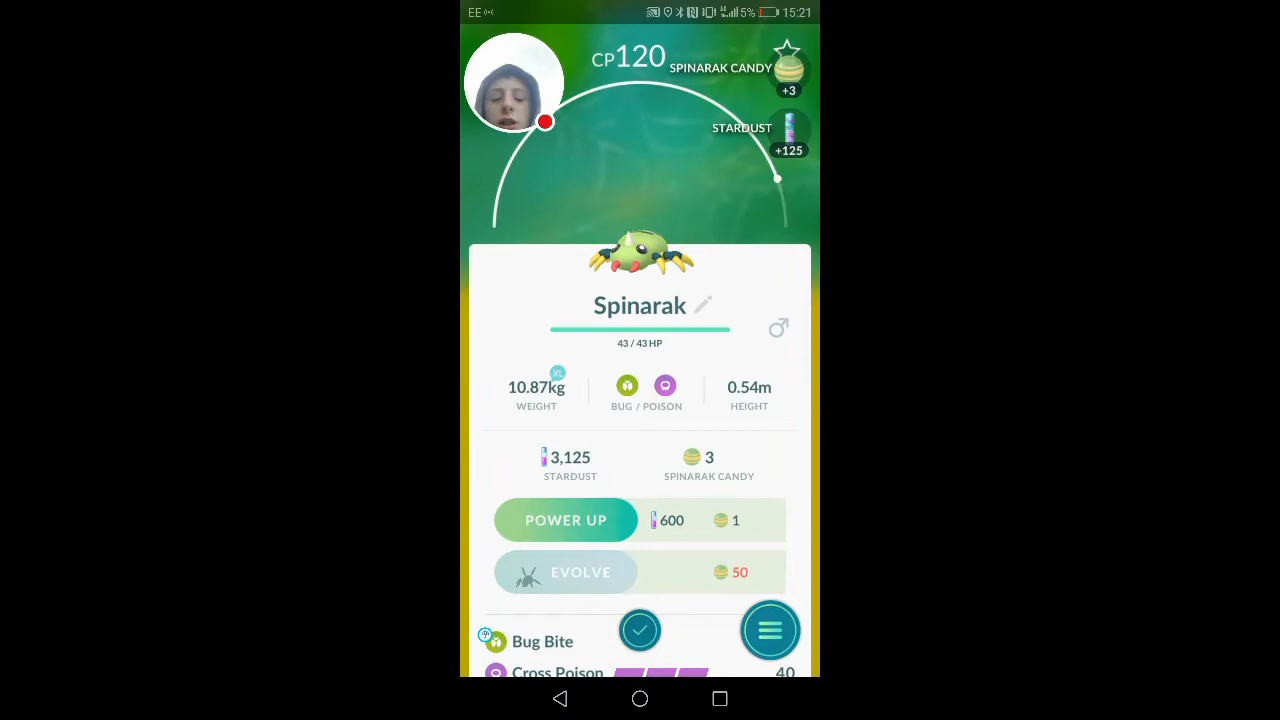 EE 5% 15:21
CP120
SPINARAK CANDY
+3
STARDUST
+125
Spinarak
43 / 43 HP
XL
10.87kg 0.54m
WEIGHT BUG / POISON HEIGHT
3,125 3
STARDUST SPINARAK CANDY
POWER UP 600 1
EVOLVE 50
Bug Bite
Cross Poison 40